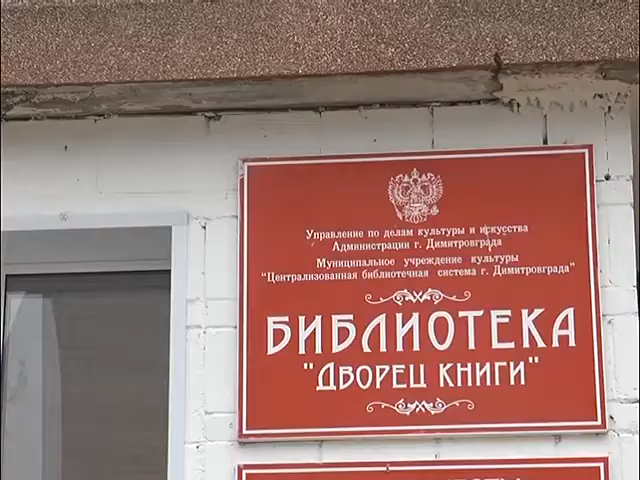 Управление по делам культуры и искусства
Администрации г. Димитровграда
Муниципальное учреждение культуры
"Централизованная библиотечная система г. Димитровграда"
БИБЛИОТЕКА
"ДВОРЕЦ КНИГИ"